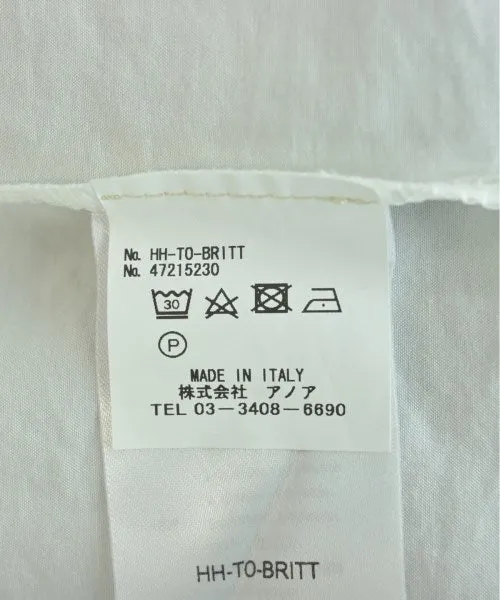 No. HH-TO-BRITT
No. 47215230
30
P
MADE IN ITALY
株式会社 アノア
TEL 03-3408-6690
HH-TO-BRITT